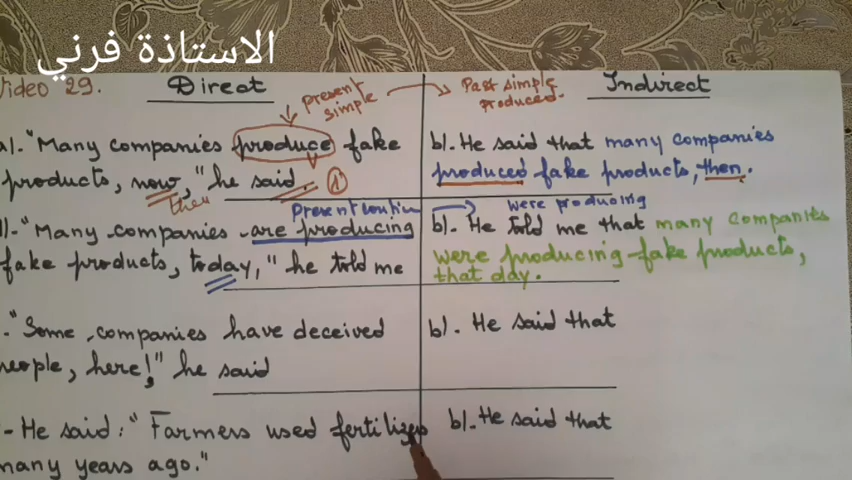 الاستاذة فرني
Video 29.
Direct
present simple
Past simple produced.
Indirect
a). "Many companies produce fake
products, now," he said.
1
then
b). He said that many companies
produced fake products, then.
Present continu
were producing
"Many companies are producing
fake products, today," he told me
b). He told me that many companies
were producing fake products,
that day.
"Some companies have deceived
people, here!," he said
b). He said that
- He said: "Farmers used fertilizers
many years ago."
b). He said that